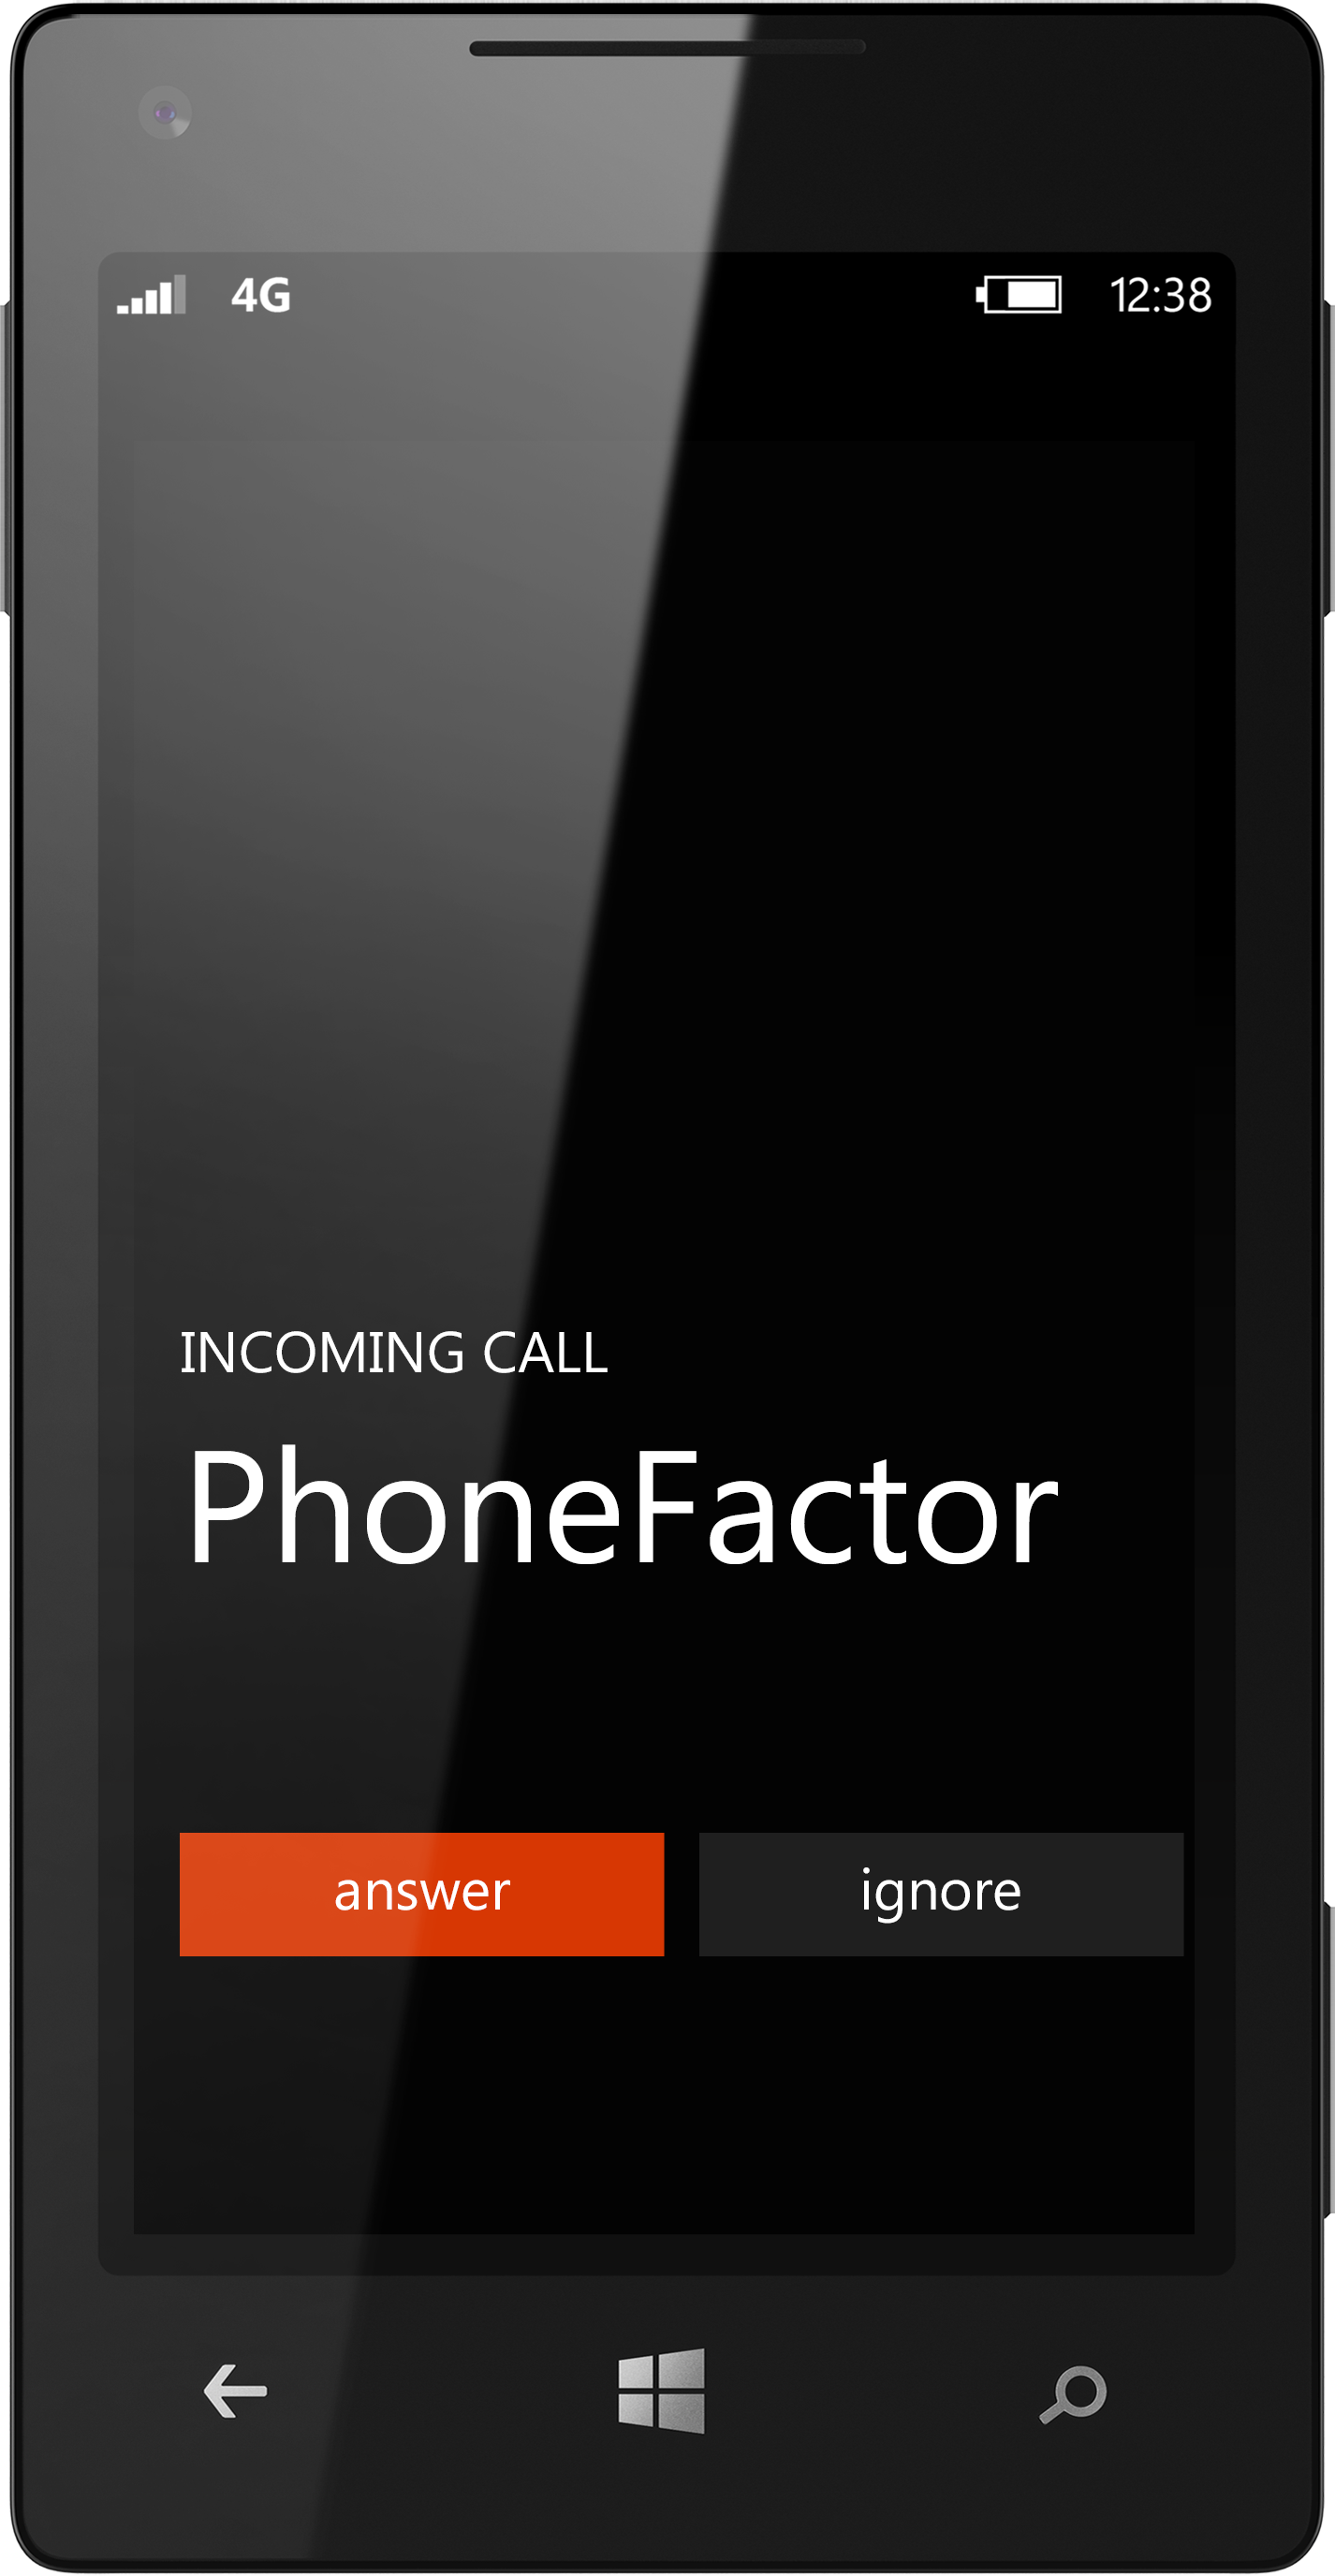 4G 12:38
INCOMING CALL
PhoneFactor
answer ignore